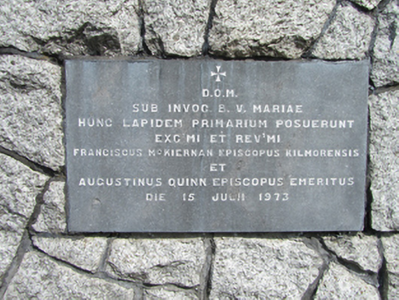 D.O.M.
SUB INVOC. B. V. MARIAE
HUNC LAPIDEM PRIMARIUM POSUERUNT
EXC'MI ET REV'MI
FRANCISCUS McKIERNAN EPISCOPUS KILMORENSIS
ET
AUGUSTINUS QUINN EPISCOPUS EMERITUS
DIE 15 JULII 1973